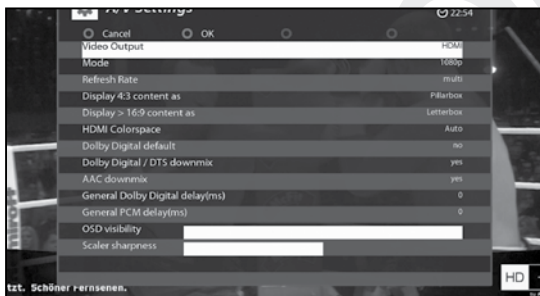 A/V Settings 22:54
Cancel OK
Video Output HDMI
Mode 1080p
Refresh Rate multi
Display 4:3 content as Pillarbox
Display > 16:9 content as Letterbox
HDMI Colorspace Auto
Dolby Digital default no
Dolby Digital / DTS downmix yes
AAC downmix yes
General Dolby Digital delay(ms) 0
General PCM delay(ms) 0
OSD visibility
Scaler sharpness
HD
tzt. Schöner Fernsehen.